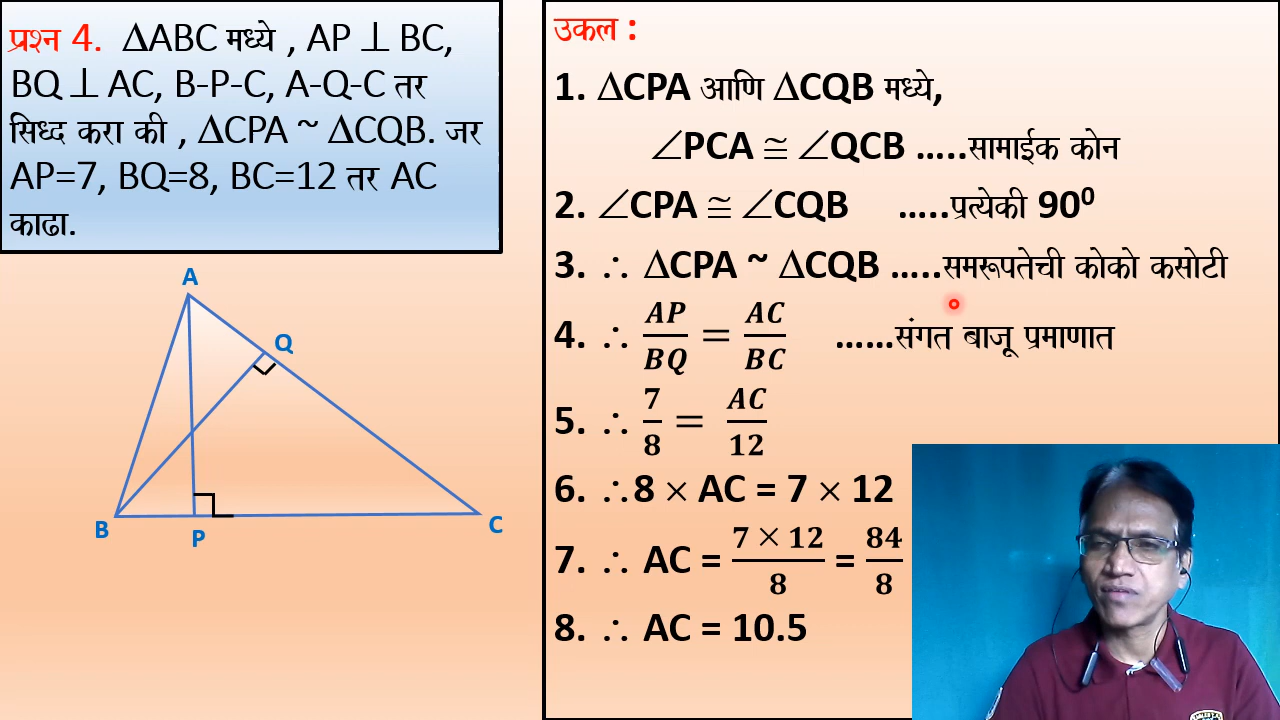 प्रश्न 4. ΔABC मध्ये , AP ⊥ BC,
BQ ⊥ AC, B-P-C, A-Q-C तर
सिध्द करा की , ΔCPA ~ ΔCQB. जर
AP=7, BQ=8, BC=12 तर AC
काढा.
A
Q
B
P
C
उकल :
1. ΔCPA आणि ΔCQB मध्ये,
∠PCA ≅ ∠QCB .....सामाईक कोन
2. ∠CPA ≅ ∠CQB .....प्रत्येकी 90⁰
3. ∴ ΔCPA ~ ΔCQB .....समरूपतेची कोको कसोटी
4. ∴ AP/BQ = AC/BC ......संगत बाजू प्रमाणात
5. ∴ 7/8 = AC/12
6. ∴8 × AC = 7 × 12
7. ∴ AC = 7 × 12/8 = 84/8
8. ∴ AC = 10.5